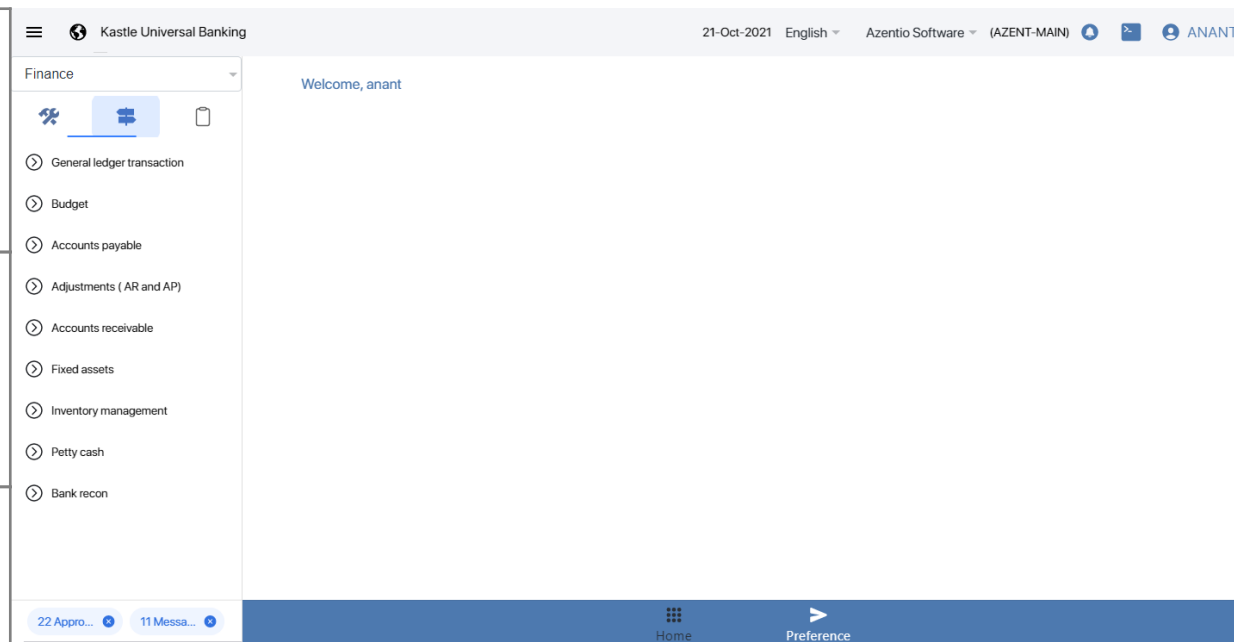 Kastle Universal Banking 21-Oct-2021 English Azentio Software (AZENT-MAIN) ANANT
Finance
Welcome, anant
General ledger transaction
Budget
Accounts payable
Adjustments ( AR and AP)
Accounts receivable
Fixed assets
Inventory management
Petty cash
Bank recon
22 Appro... 11 Messa...
Home Preference